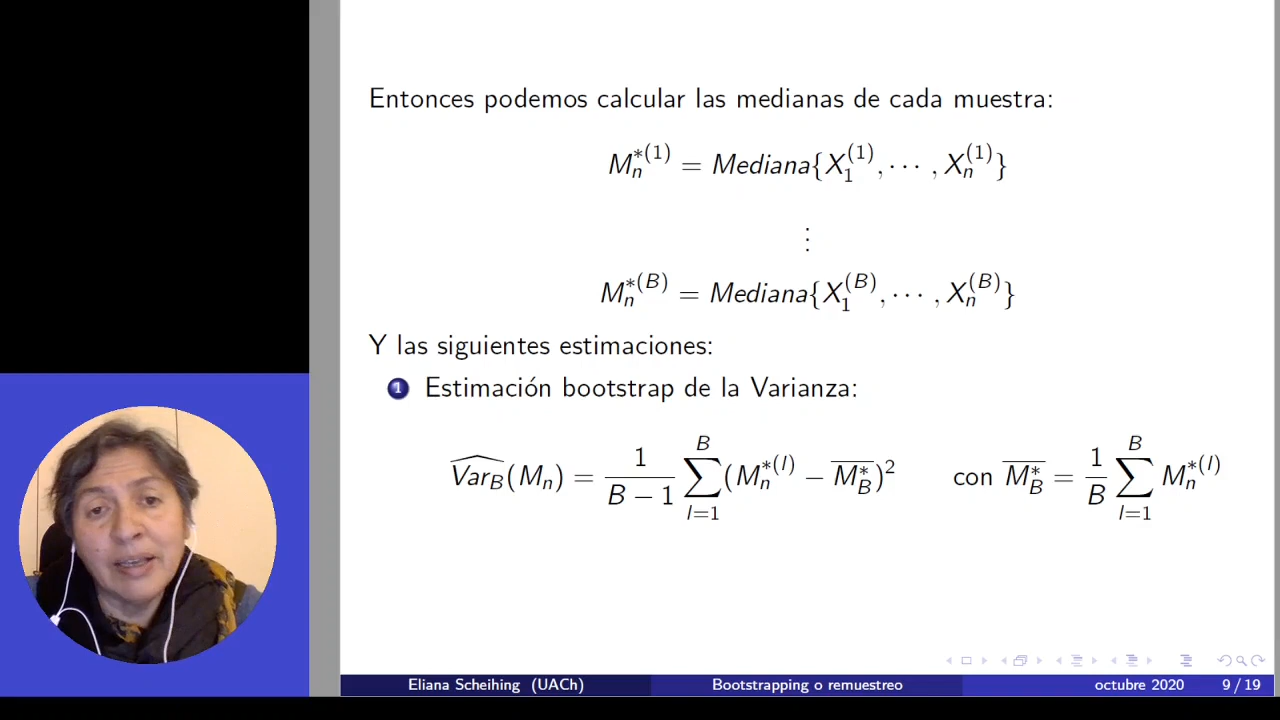 Entonces podemos calcular las medianas de cada muestra:
M_n^{*(1)} = Mediana{X_1^{(1)}, ⋯ , X_n^{(1)}}
⋮
M_n^{*(B)} = Mediana{X_1^{(B)}, ⋯ , X_n^{(B)}}
Y las siguientes estimaciones:
1 Estimación bootstrap de la Varianza:
\widehat{Var_B}(M_n) = \frac{1}{B − 1} \sum_{l=1}^{B} (M_n^{*(l)} − \overline{M_B^*})^2 con \overline{M_B^*} = \frac{1}{B} \sum_{l=1}^{B} M_n^{*(l)}
Eliana Scheihing (UACh) Bootstrapping o remuestreo octubre 2020 9 / 19